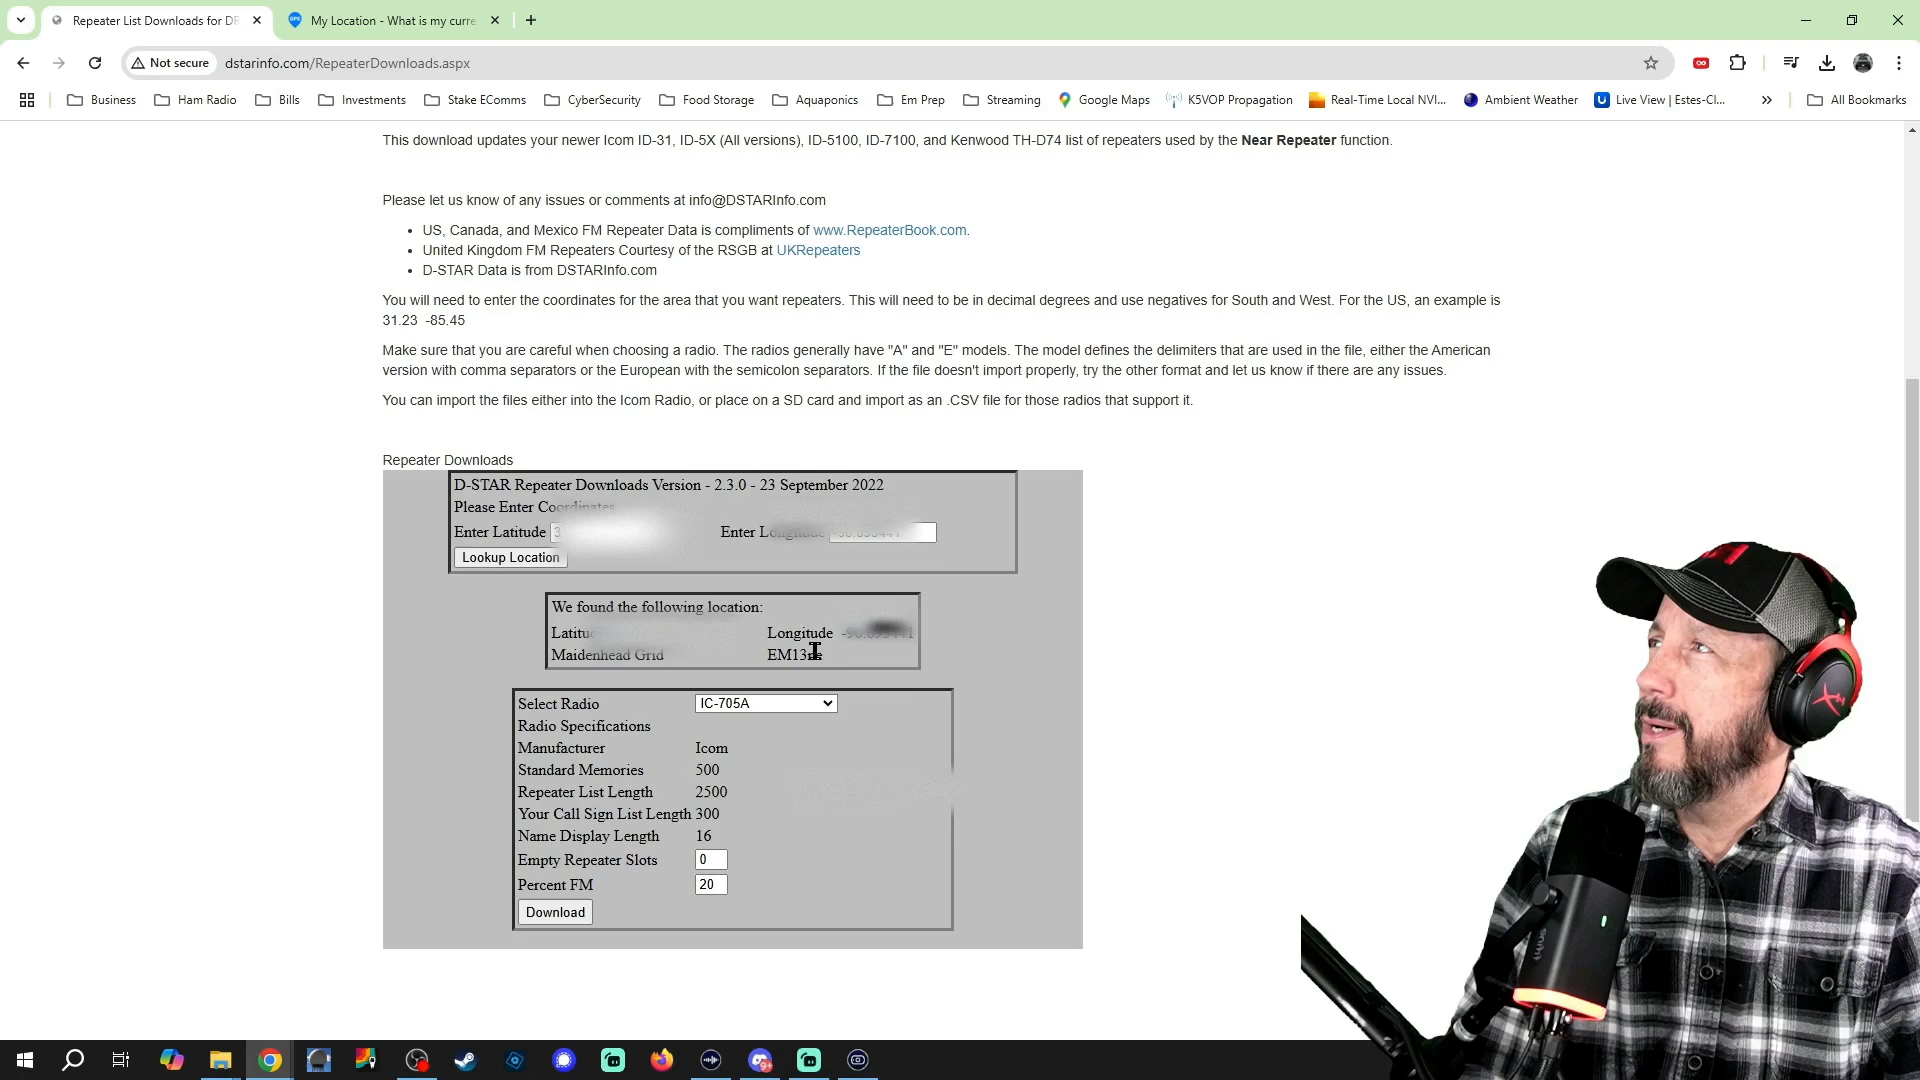 Repeater List Downloads for DR
My Location - What is my curre
Not secure
dstarinfo.com/RepeaterDownloads.aspx
Business
Ham Radio
Bills
Investments
Stake EComms
CyberSecurity
Food Storage
Aquaponics
Em Prep
Streaming
Google Maps
K5VOP Propagation
Real-Time Local NVI...
Ambient Weather
Live View | Estes-Cl...
All Bookmarks
This download updates your newer Icom ID-31, ID-5X (All versions), ID-5100, ID-7100, and Kenwood TH-D74 list of repeaters used by the Near Repeater function.
Please let us know of any issues or comments at info@DSTARInfo.com
• US, Canada, and Mexico FM Repeater Data is compliments of www.RepeaterBook.com.
• United Kingdom FM Repeaters Courtesy of the RSGB at UKRepeaters
• D-STAR Data is from DSTARInfo.com
You will need to enter the coordinates for the area that you want repeaters. This will need to be in decimal degrees and use negatives for South and West. For the US, an example is
31.23 -85.45
Make sure that you are careful when choosing a radio. The radios generally have "A" and "E" models. The model defines the delimiters that are used in the file, either the American
version with comma separators or the European with the semicolon separators. If the file doesn't import properly, try the other format and let us know if there are any issues.
You can import the files either into the Icom Radio, or place on a SD card and import as an .CSV file for those radios that support it.
Repeater Downloads
D-STAR Repeater Downloads Version - 2.3.0 - 23 September 2022
Please Enter Coordinates
Enter Latitude 3 Enter Longitude
Lookup Location
We found the following location:
Longitude
Maidenhead Grid
Select Radio IC-705A
Radio Specifications
Manufacturer Icom
Standard Memories 500
Repeater List Length 2500
Your Call Sign List Length 300
Name Display Length 16
Empty Repeater Slots 0
Percent FM 20
Download